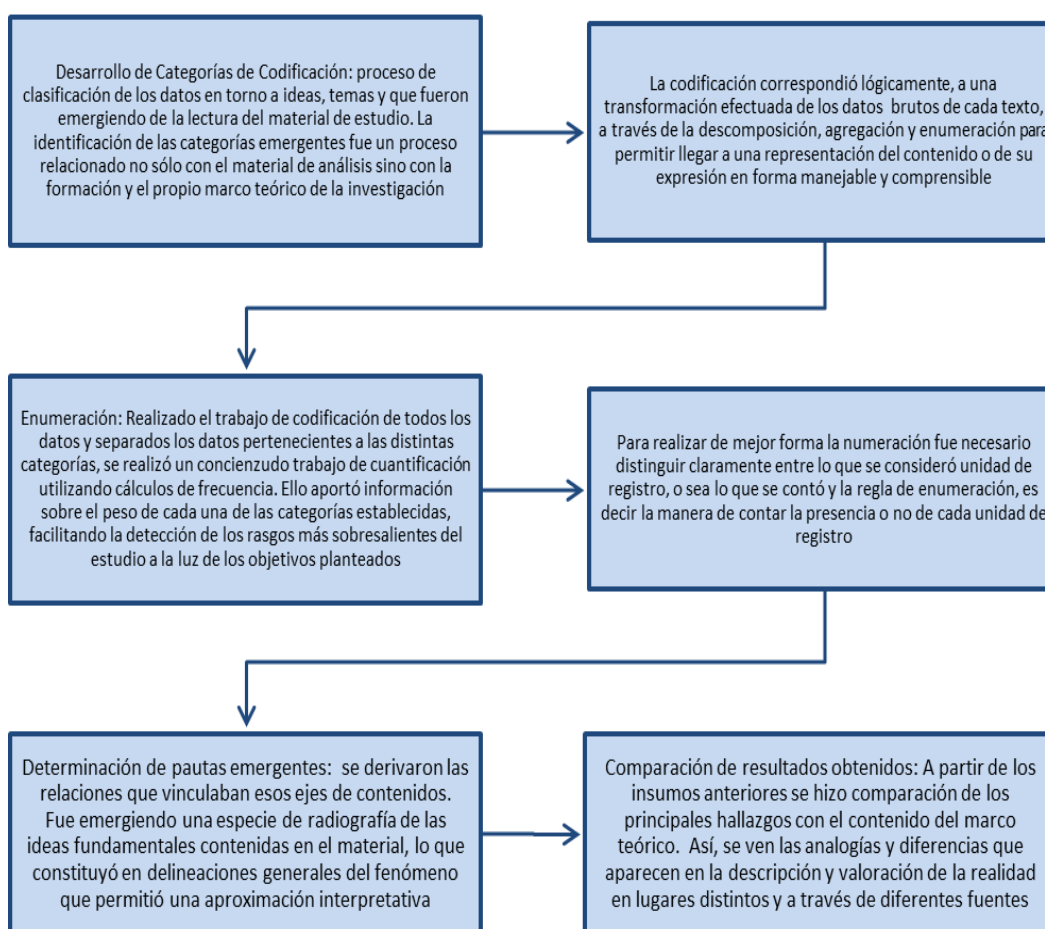 Desarrollo de Categorías de Codificación: proceso de
clasificación de los datos en torno a ideas, temas y que fueron
emergiendo de la lectura del material de estudio. La
identificación de las categorías emergentes fue un proceso
relacionado no sólo con el material de análisis sino con la
formación y el propio marco teórico de la investigación
La codificación correspondió lógicamente, a una
transformación efectuada de los datos brutos de cada texto,
a través de la descomposición, agregación y enumeración para
permitir llegar a una representación del contenido o de su
expresión en forma manejable y comprensible
Enumeración: Realizado el trabajo de codificación de todos los
datos y separados los datos pertenecientes a las distintas
categorías, se realizó un concienzudo trabajo de cuantificación
utilizando cálculos de frecuencia. Ello aportó información
sobre el peso de cada una de las categorías establecidas,
facilitando la detección de los rasgos más sobresalientes del
estudio a la luz de los objetivos planteados
Para realizar de mejor forma la numeración fue necesario
distinguir claramente entre lo que se consideró unidad de
registro, o sea lo que se contó y la regla de enumeración, es
decir la manera de contar la presencia o no de cada unidad de
registro
Determinación de pautas emergentes: se derivaron las
relaciones que vinculaban esos ejes de contenidos.
Fue emergiendo una especie de radiografía de las
ideas fundamentales contenidas en el material, lo que
constituyó en delineaciones generales del fenómeno
que permitió una aproximación interpretativa
Comparación de resultados obtenidos: A partir de los
insumos anteriores se hizo comparación de los
principales hallazgos con el contenido del marco
teórico. Así, se ven las analogías y diferencias que
aparecen en la descripción y valoración de la realidad
en lugares distintos y a través de diferentes fuentes